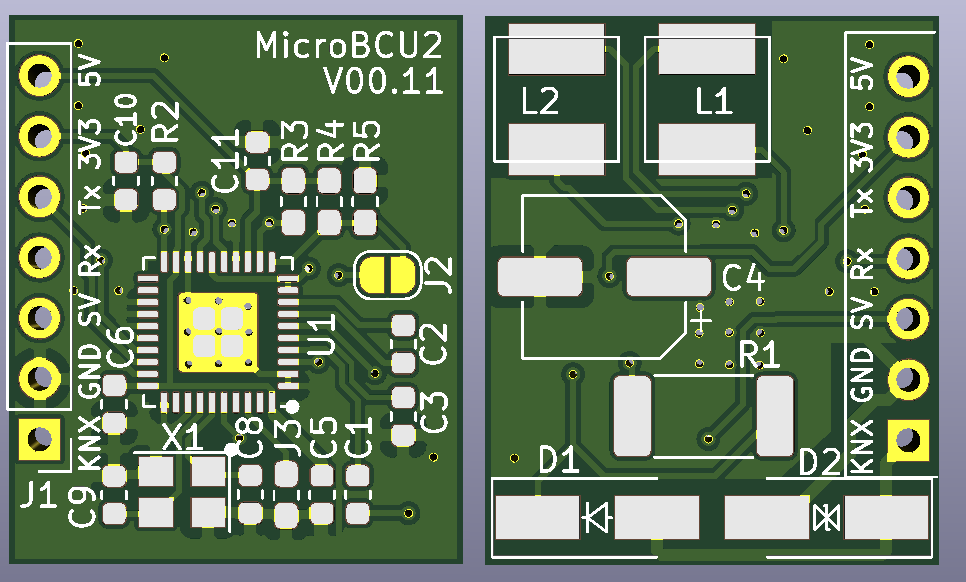 MicroBCU2
V00.11
5V
3V3
Tx
Rx
SV
GND
KNX
C10
R2
C11
R3
R4
R5
J2
U1
C2
C3
C6
X1
C8
J3
C5
C1
C9
J1
L2
L1
C4
+
R1
D1
D2
5V
3V3
Tx
Rx
SV
GND
KNX